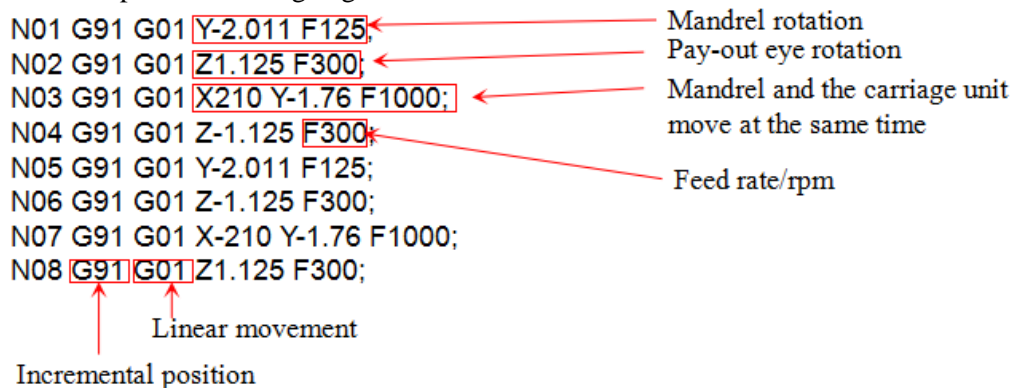 N01 G91 G01 Y-2.011 F125;
N02 G91 G01 Z1.125 F300;
N03 G91 G01 X210 Y-1.76 F1000;
N04 G91 G01 Z-1.125 F300;
N05 G91 G01 Y-2.011 F125;
N06 G91 G01 Z-1.125 F300;
N07 G91 G01 X-210 Y-1.76 F1000;
N08 G91 G01 Z1.125 F300;
Mandrel rotation
Pay-out eye rotation
Mandrel and the carriage unit
move at the same time
Feed rate/rpm
Linear movement
Incremental position